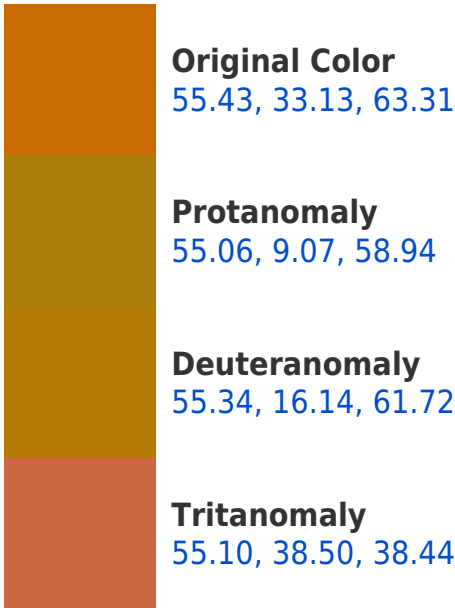 Original Color
55.43, 33.13, 63.31
Protanomaly
55.06, 9.07, 58.94
Deuteranomaly
55.34, 16.14, 61.72
Tritanomaly
55.10, 38.50, 38.44